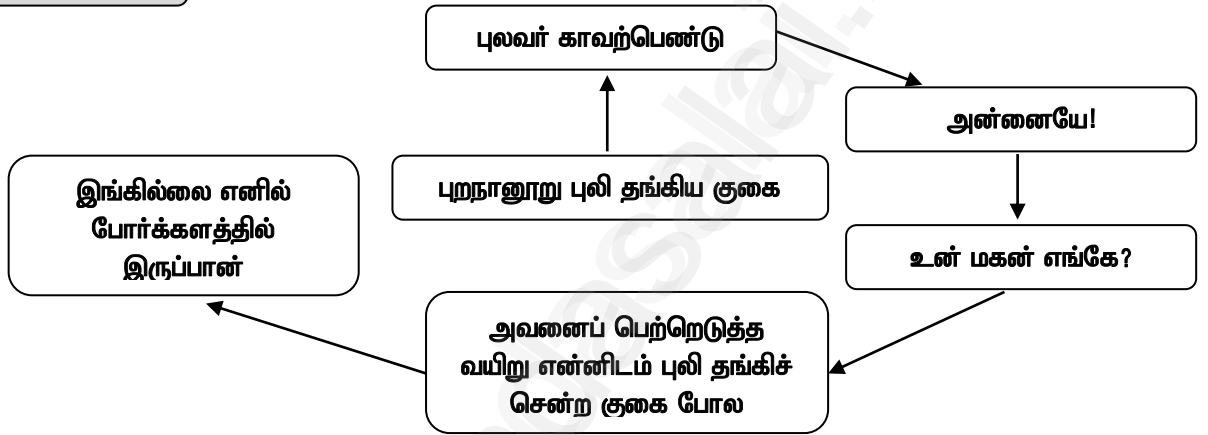 புலவர் காவற்பெண்டு
அன்னையே!
புறநானூறு புலி தங்கிய குகை
இங்கில்லை எனில்
போர்க்களத்தில்
இருப்பான்
உன் மகன் எங்கே?
அவனைப் பெற்றெடுத்த
வயிறு என்னிடம் புலி தங்கிச்
சென்ற குகை போல